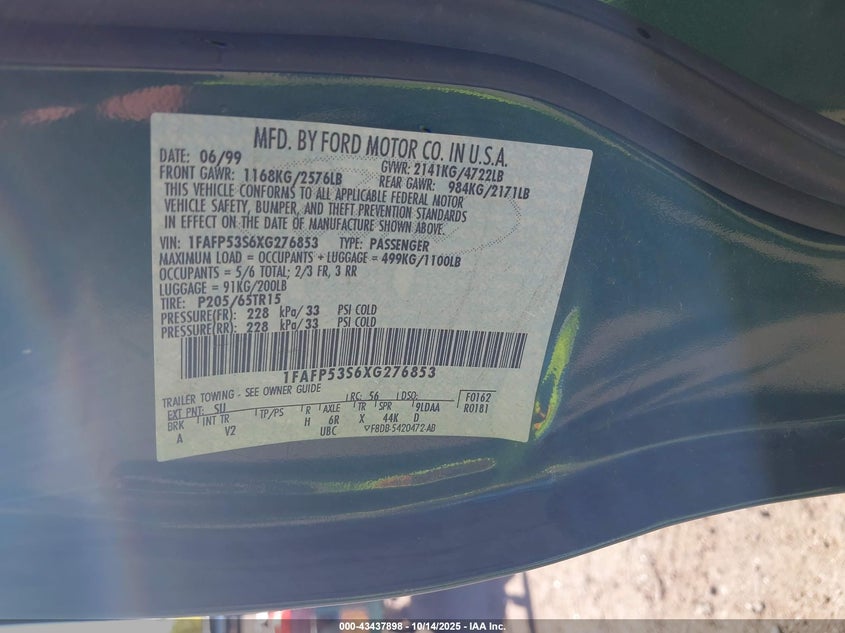 MFD. BY FORD MOTOR CO. IN U.S.A.
DATE: 06/99 GVWR: 2141KG/4722LB
FRONT GAWR: 1168KG/2576LB REAR GAWR: 984KG/2171LB
THIS VEHICLE CONFORMS TO ALL APPLICABLE FEDERAL MOTOR
VEHICLE SAFETY, BUMPER, AND THEFT PREVENTION STANDARDS
IN EFFECT ON THE DATE OF MANUFACTURE SHOWN ABOVE.
VIN: 1FAFP53S6XG276853 TYPE: PASSENGER
MAXIMUM LOAD = OCCUPANTS + LUGGAGE = 499KG/1100LB
OCCUPANTS: 5/6 TOTAL; 2/3 FR, 3 RR
LUGGAGE = 91KG/200LB
TIRE: P205/65TR15
PRESSURE(FR): 228 kPa/33 PSI COLD
PRESSURE(RR): 228 kPa/33 PSI COLD
1FAFP53S6XG276853
TRAILER TOWING - SEE OWNER GUIDE
EXT PNT: SU RC: 56 DSO: F0162
BRK INT TR TP/PS R AXLE TR SPR 9LDAA R0181
A V2 H 6R X 44K D
UBC F8DB-5420472-AB
000-43437898 - 10/14/2025 - IAA Inc.